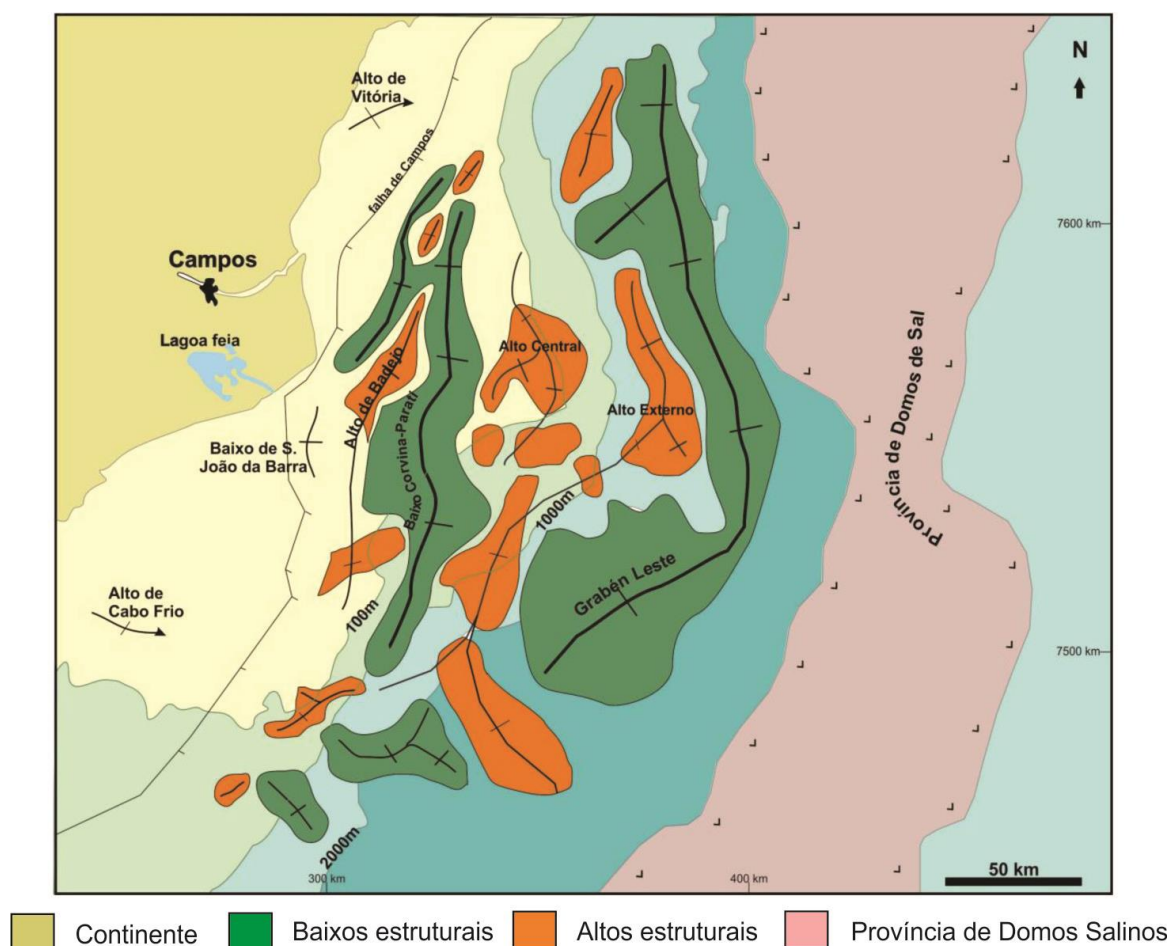 N
Alto de
Vitória
falha de Campos
7600 km
Campos
Lagoa feia
Alto Central
Alto de Badejo
Alto Externo
Baixo Corvina-Parati
Baixo de S.
João da Barra
Província de Domos de Sal
1000m
Grabén Leste
Alto de
Cabo Frio
100m
7500 km
2000m
300 km
400 km
50 km
Continente
Baixos estruturais
Altos estruturais
Província de Domos Salinos